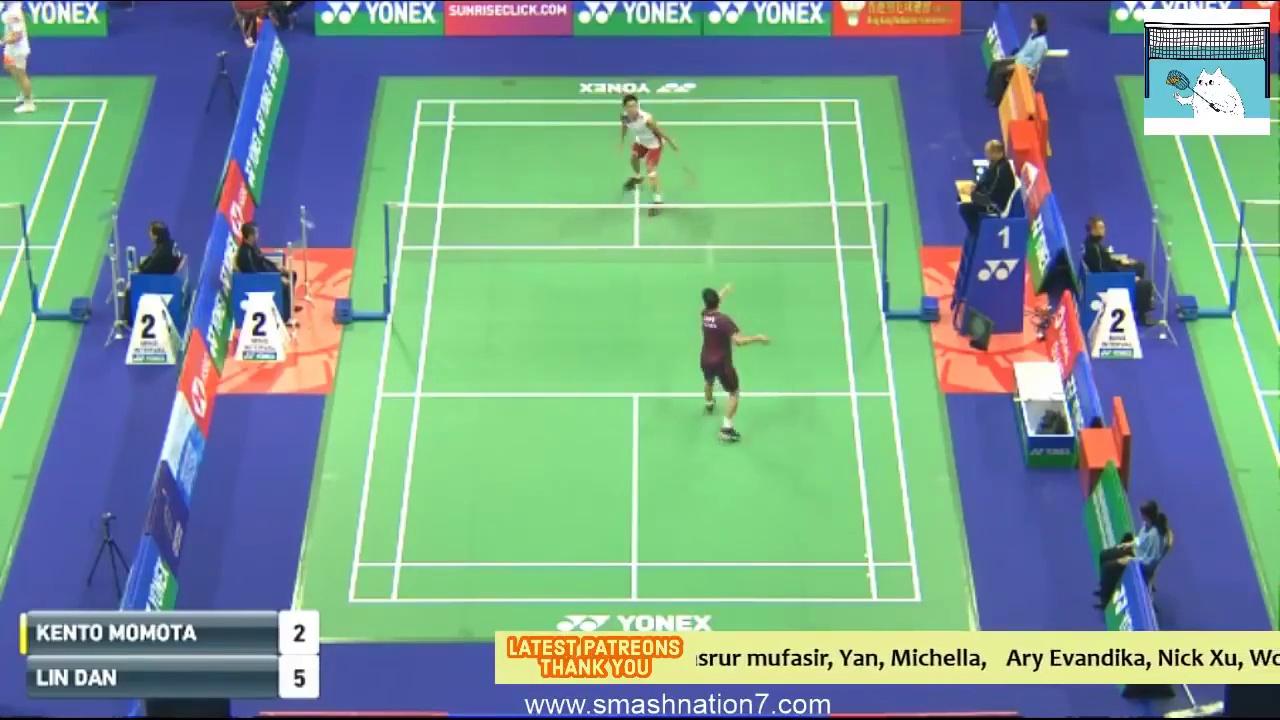 YONEX
SUNRISECLICK.COM
YONEX
YONEX
YONEX
YONEX
1
2
2
2
YONEX
YONEX
KENTO MOMOTA 2
LIN DAN 5
LATEST PATREONS
THANK YOU
mufasir, Yan, Michella, Ary Evandika, Nick Xu,
www.smashnation7.com